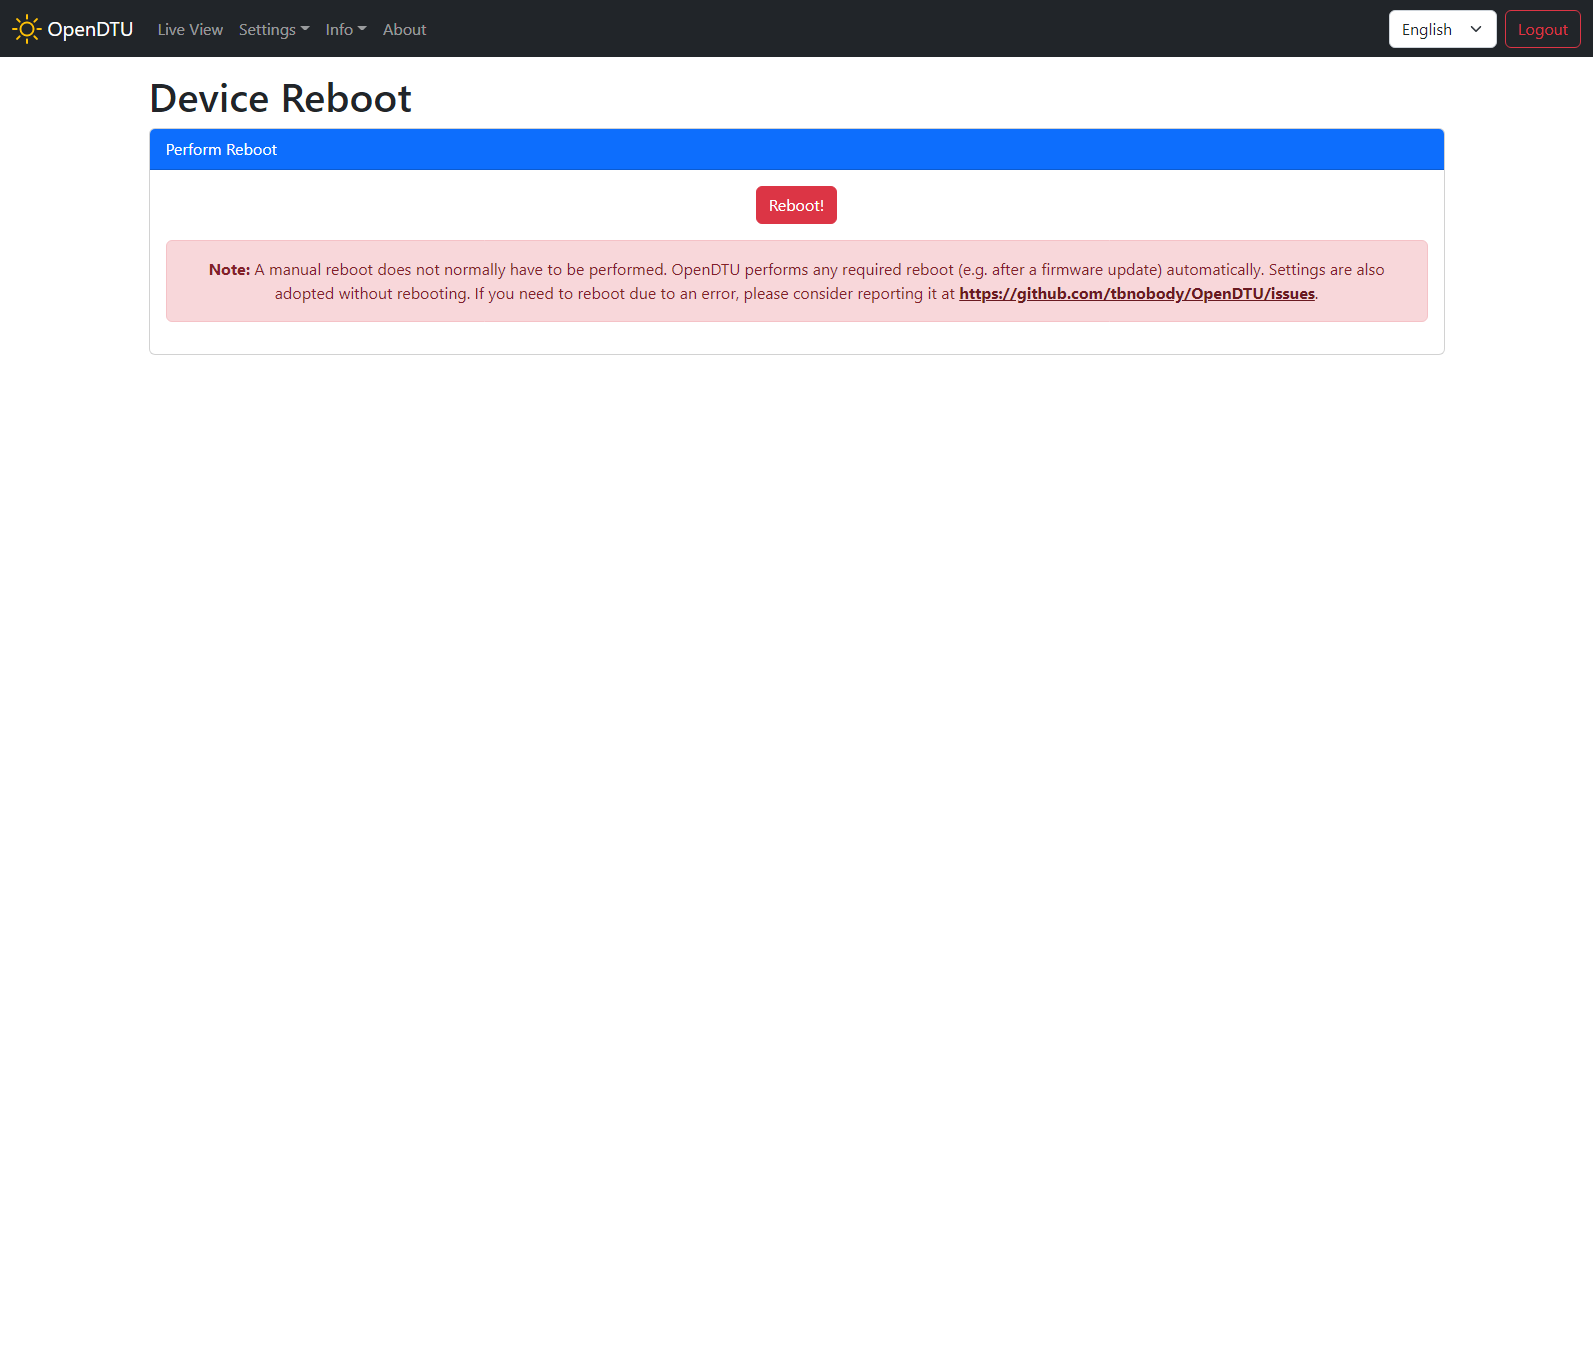 OpenDTU Live View Settings Info About English Logout
Device Reboot
Perform Reboot
Reboot!
Note: A manual reboot does not normally have to be performed. OpenDTU performs any required reboot (e.g. after a firmware update) automatically. Settings are also
adopted without rebooting. If you need to reboot due to an error, please consider reporting it at https://github.com/tbnobody/OpenDTU/issues.